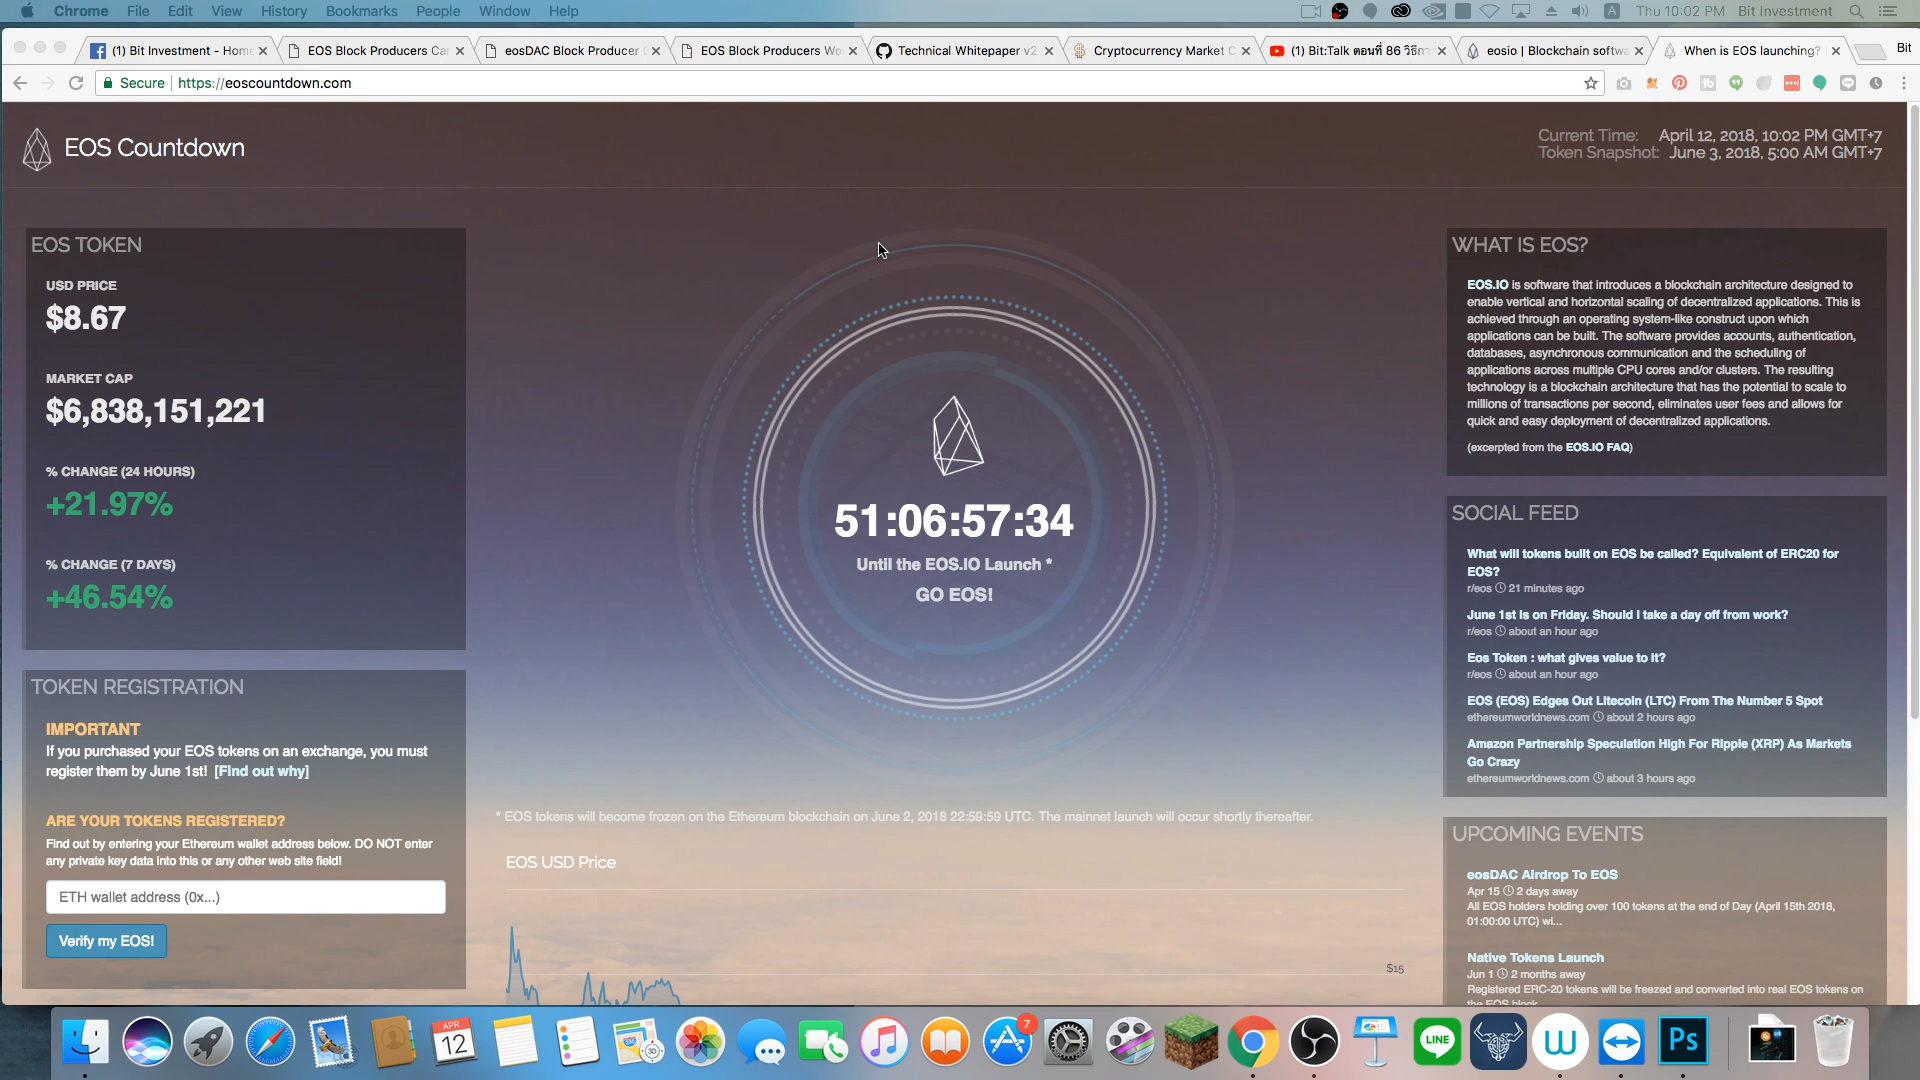 Chrome File Edit View History Bookmarks People Window Help
Thu 10:02 PM Bit Investment
(1) Bit Investment - Home
EOS Block Producers Ca
eosDAC Block Producer
EOS Block Producers Wo
Technical Whitepaper v2
Cryptocurrency Market C
(1) Bit:Talk ตอนที่ 86 วิธีกา
eosio | Blockchain softwa
When is EOS launching?
Bit
Secure https://eoscountdown.com
EOS Countdown
Current Time: April 12, 2018, 10:02 PM GMT+7
Token Snapshot: June 3, 2018, 5:00 AM GMT+7
EOS TOKEN
USD PRICE
$8.67
MARKET CAP
$6,838,151,221
% CHANGE (24 HOURS)
+21.97%
% CHANGE (7 DAYS)
+46.54%
TOKEN REGISTRATION
IMPORTANT
If you purchased your EOS tokens on an exchange, you must
register them by June 1st! [Find out why]
ARE YOUR TOKENS REGISTERED?
Find out by entering your Ethereum wallet address below. DO NOT enter
any private key data into this or any other web site field!
ETH wallet address (0x...)
Verify my EOS!
51:06:57:34
Until the EOS.IO Launch *
GO EOS!
* EOS tokens will become frozen on the Ethereum blockchain on June 2, 2018 22:59:59 UTC. The mainnet launch will occur shortly thereafter.
EOS USD Price
$15
WHAT IS EOS?
EOS.IO is software that introduces a blockchain architecture designed to
enable vertical and horizontal scaling of decentralized applications. This is
achieved through an operating system-like construct upon which
applications can be built. The software provides accounts, authentication,
databases, asynchronous communication and the scheduling of
applications across multiple CPU cores and/or clusters. The resulting
technology is a blockchain architecture that has the potential to scale to
millions of transactions per second, eliminates user fees and allows for
quick and easy deployment of decentralized applications.
(excerpted from the EOS.IO FAQ)
SOCIAL FEED
What will tokens built on EOS be called? Equivalent of ERC20 for
EOS?
r/eos 21 minutes ago
June 1st is on Friday. Should I take a day off from work?
r/eos about an hour ago
Eos Token : what gives value to it?
r/eos about an hour ago
EOS (EOS) Edges Out Litecoin (LTC) From The Number 5 Spot
ethereumworldnews.com about 2 hours ago
Amazon Partnership Speculation High For Ripple (XRP) As Markets
Go Crazy
ethereumworldnews.com about 3 hours ago
UPCOMING EVENTS
eosDAC Airdrop To EOS
Apr 15 2 days away
All EOS holders holding over 100 tokens at the end of Day (April 15th 2018,
01:00:00 UTC) wi...
Native Tokens Launch
Jun 1 2 months away
Registered ERC-20 tokens will be freezed and converted into real EOS tokens on
the EOS block
APR
12
7
LINE
W
Ps